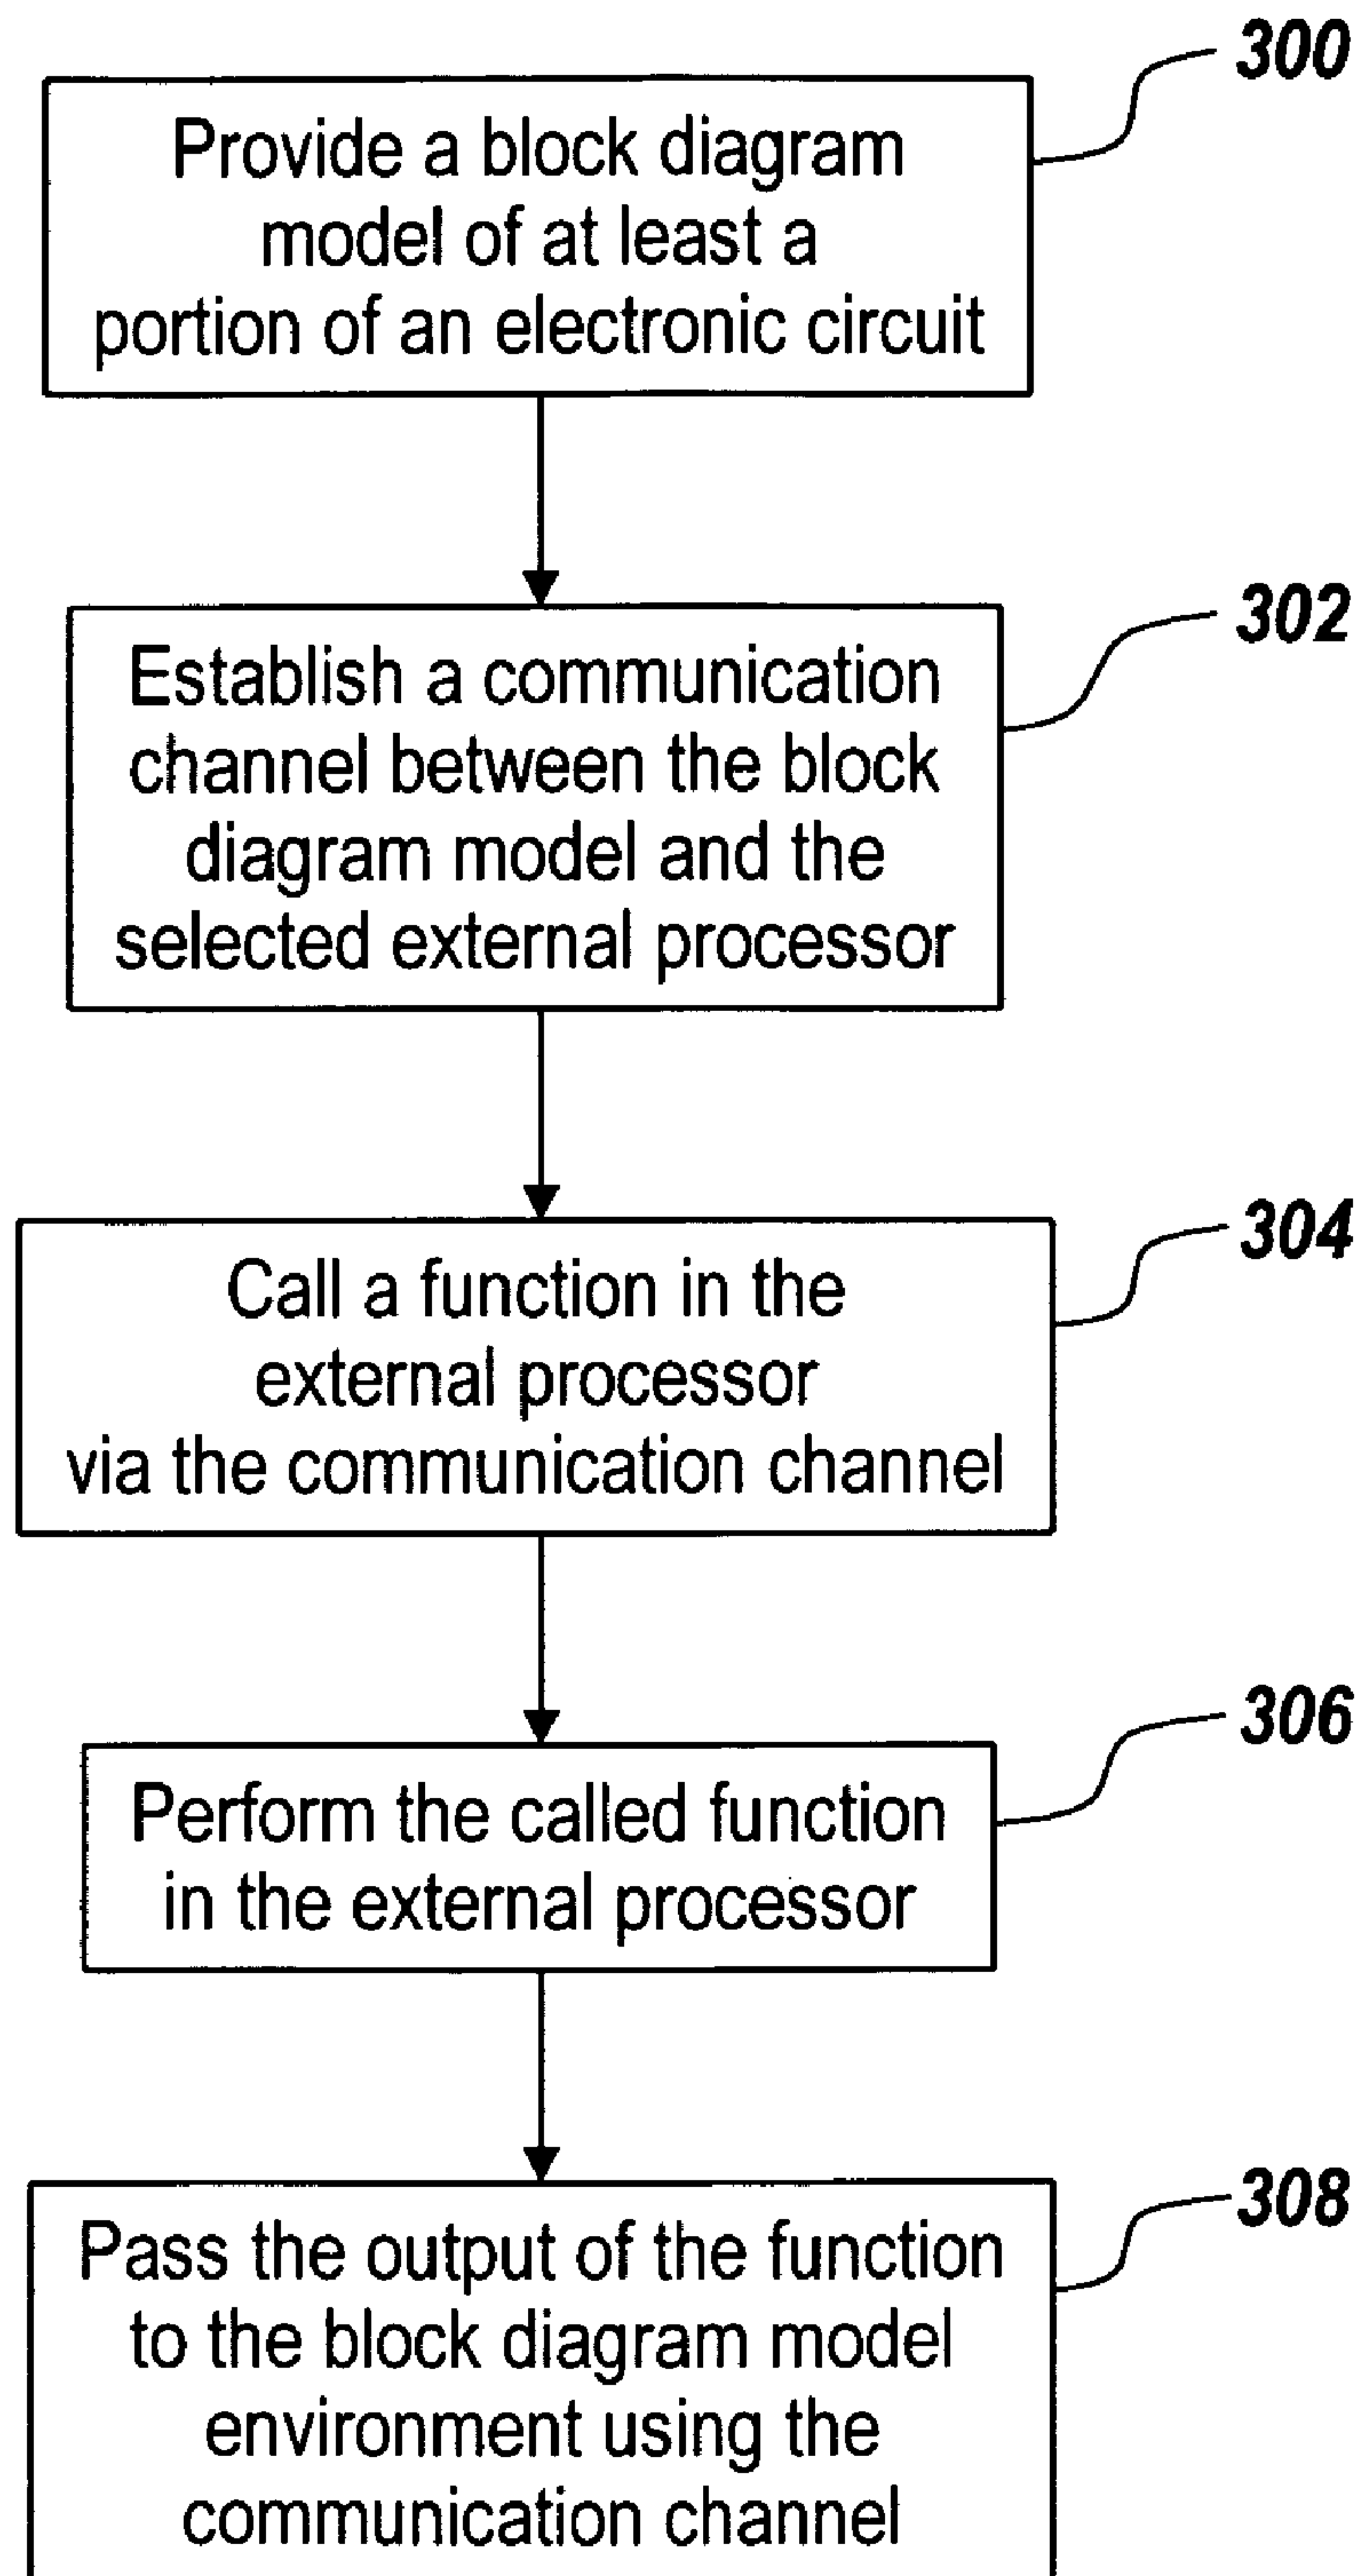 300
Provide a block diagram
model of at least a
portion of an electronic circuit
302
Establish a communication
channel between the block
diagram model and the
selected external processor
304
Call a function in the
external processor
via the communication channel
306
Perform the called function
in the external processor
308
Pass the output of the function
to the block diagram model
environment using the
communication channel